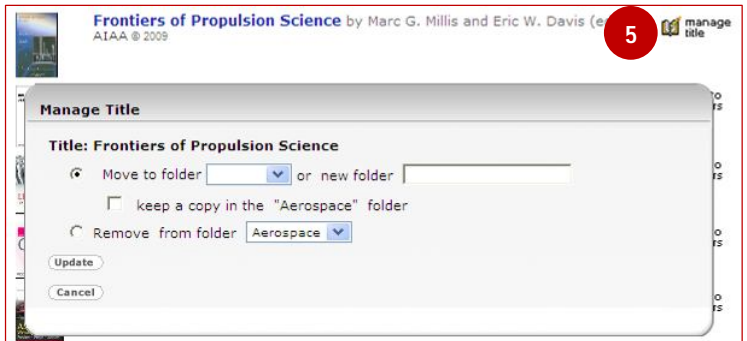 Frontiers of Propulsion Science by Marc G. Millis and Eric W. Davis (e
AIAA © 2009
5
manage
title
Manage Title
Title: Frontiers of Propulsion Science
Move to folder or new folder
keep a copy in the "Aerospace" folder
Remove from folder Aerospace
Update
Cancel